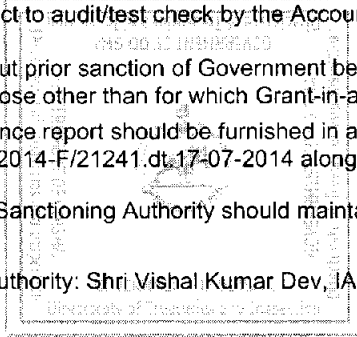 ct to audit/test check by the Accou
ut prior sanction of Government be
ose other than for which Grant-in-a
nce report should be furnished in a
2014-F/21241.dt.17-07-2014 along
Sanctioning Authority should mainta
uthority: Shri Vishal Kumar Dev, IA